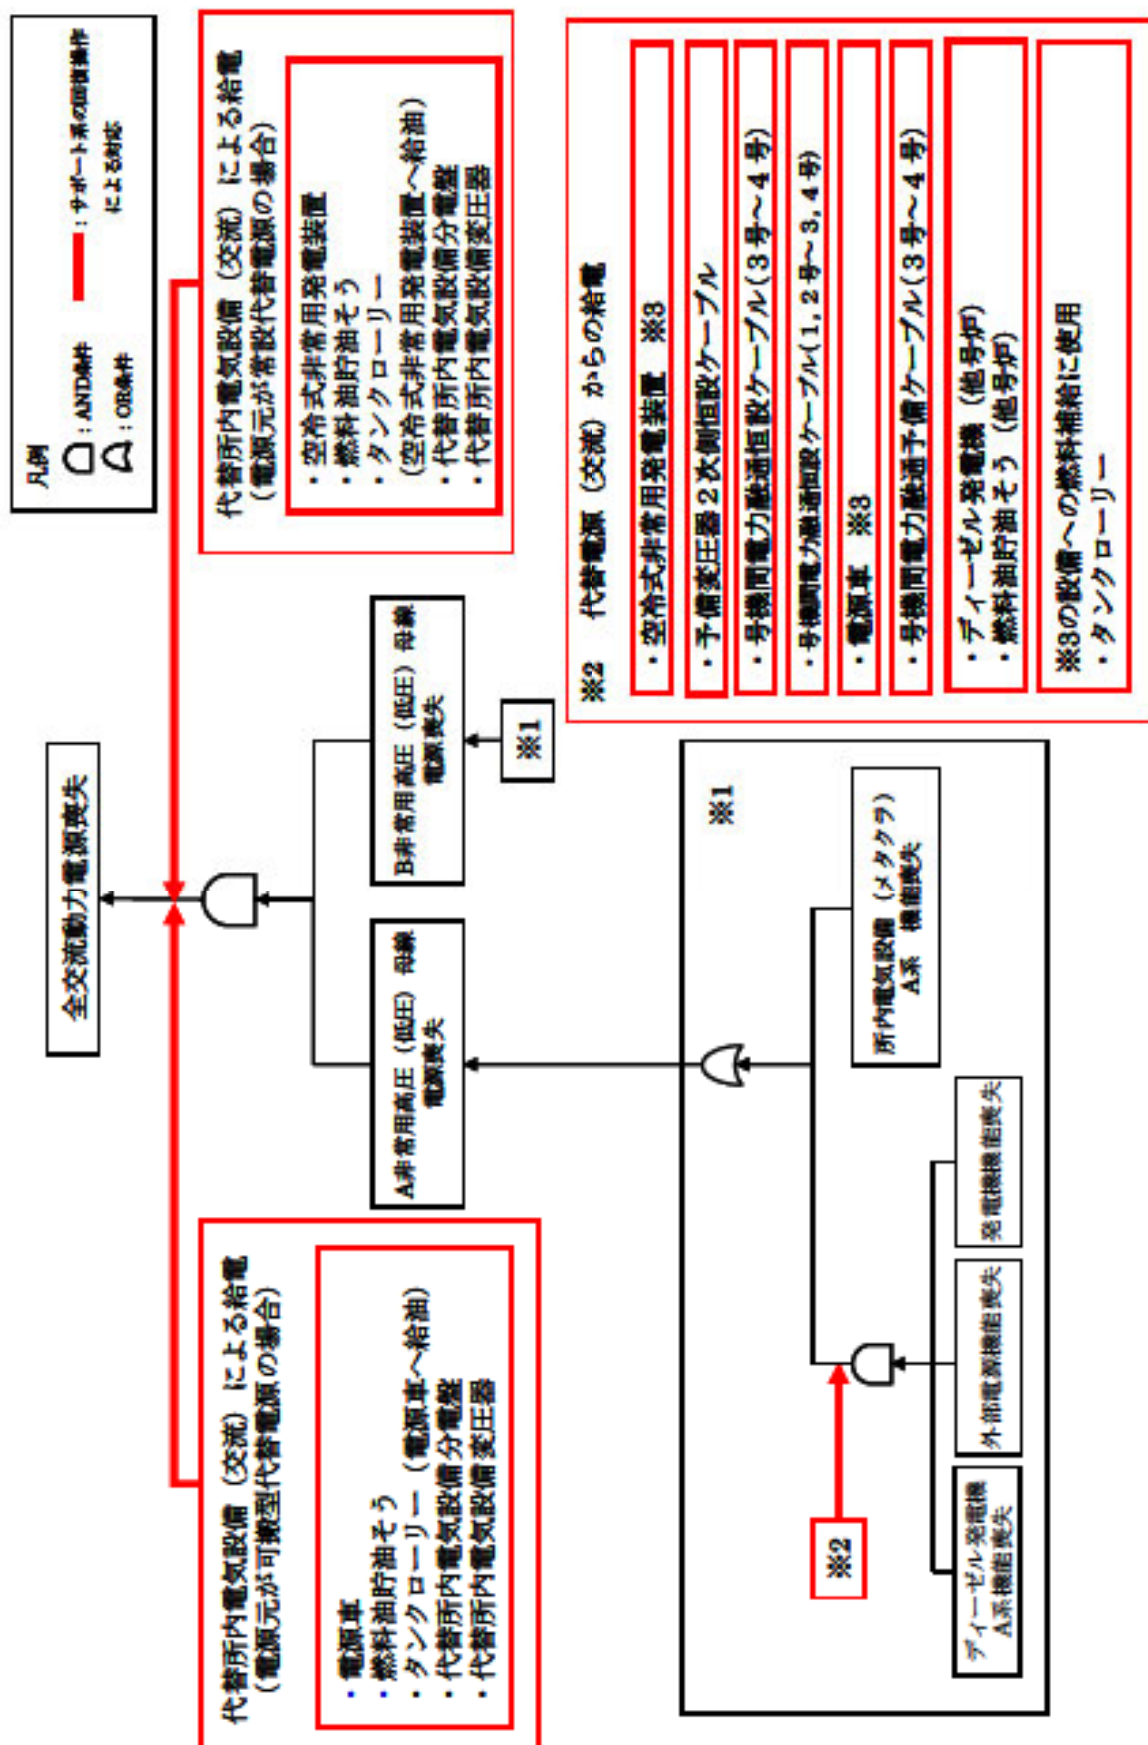 全交流動力電源喪失
凡例
：AND条件
：OR条件
：サポート系の回復操作
による対応
代替所内電気設備（交流）による給電
（電源元が可搬型代替電源の場合）
・電源車
・燃料油貯油そう
・タンクローリー（電源車へ給油）
・代替所内電気設備分電盤
・代替所内電気設備変圧器
代替所内電気設備（交流）による給電
（電源元が常設代替電源の場合）
・空冷式非常用発電装置
・燃料油貯油そう
・タンクローリー
（空冷式非常用発電装置へ給油）
・代替所内電気設備分電盤
・代替所内電気設備変圧器
A非常用高圧（低圧）母線
電源喪失
B非常用高圧（低圧）母線
電源喪失
※1
※1
所内電気設備（メタクラ）
A系　機能喪失
※2
ディーゼル発電機
A系機能喪失
外部電源機能喪失
発電機機能喪失
※2　代替電源（交流）からの給電
・空冷式非常用発電装置　※3
・予備変圧器２次側恒設ケーブル
・号機間電力融通恒設ケーブル（３号～４号）
・号機間電力融通恒設ケーブル（１，２号～３，４号）
・電源車　※3
・号機間電力融通予備ケーブル（３号～４号）
・ディーゼル発電機（他号炉）
・燃料油貯油そう（他号炉）
※3の設備への燃料補給に使用
・タンクローリー